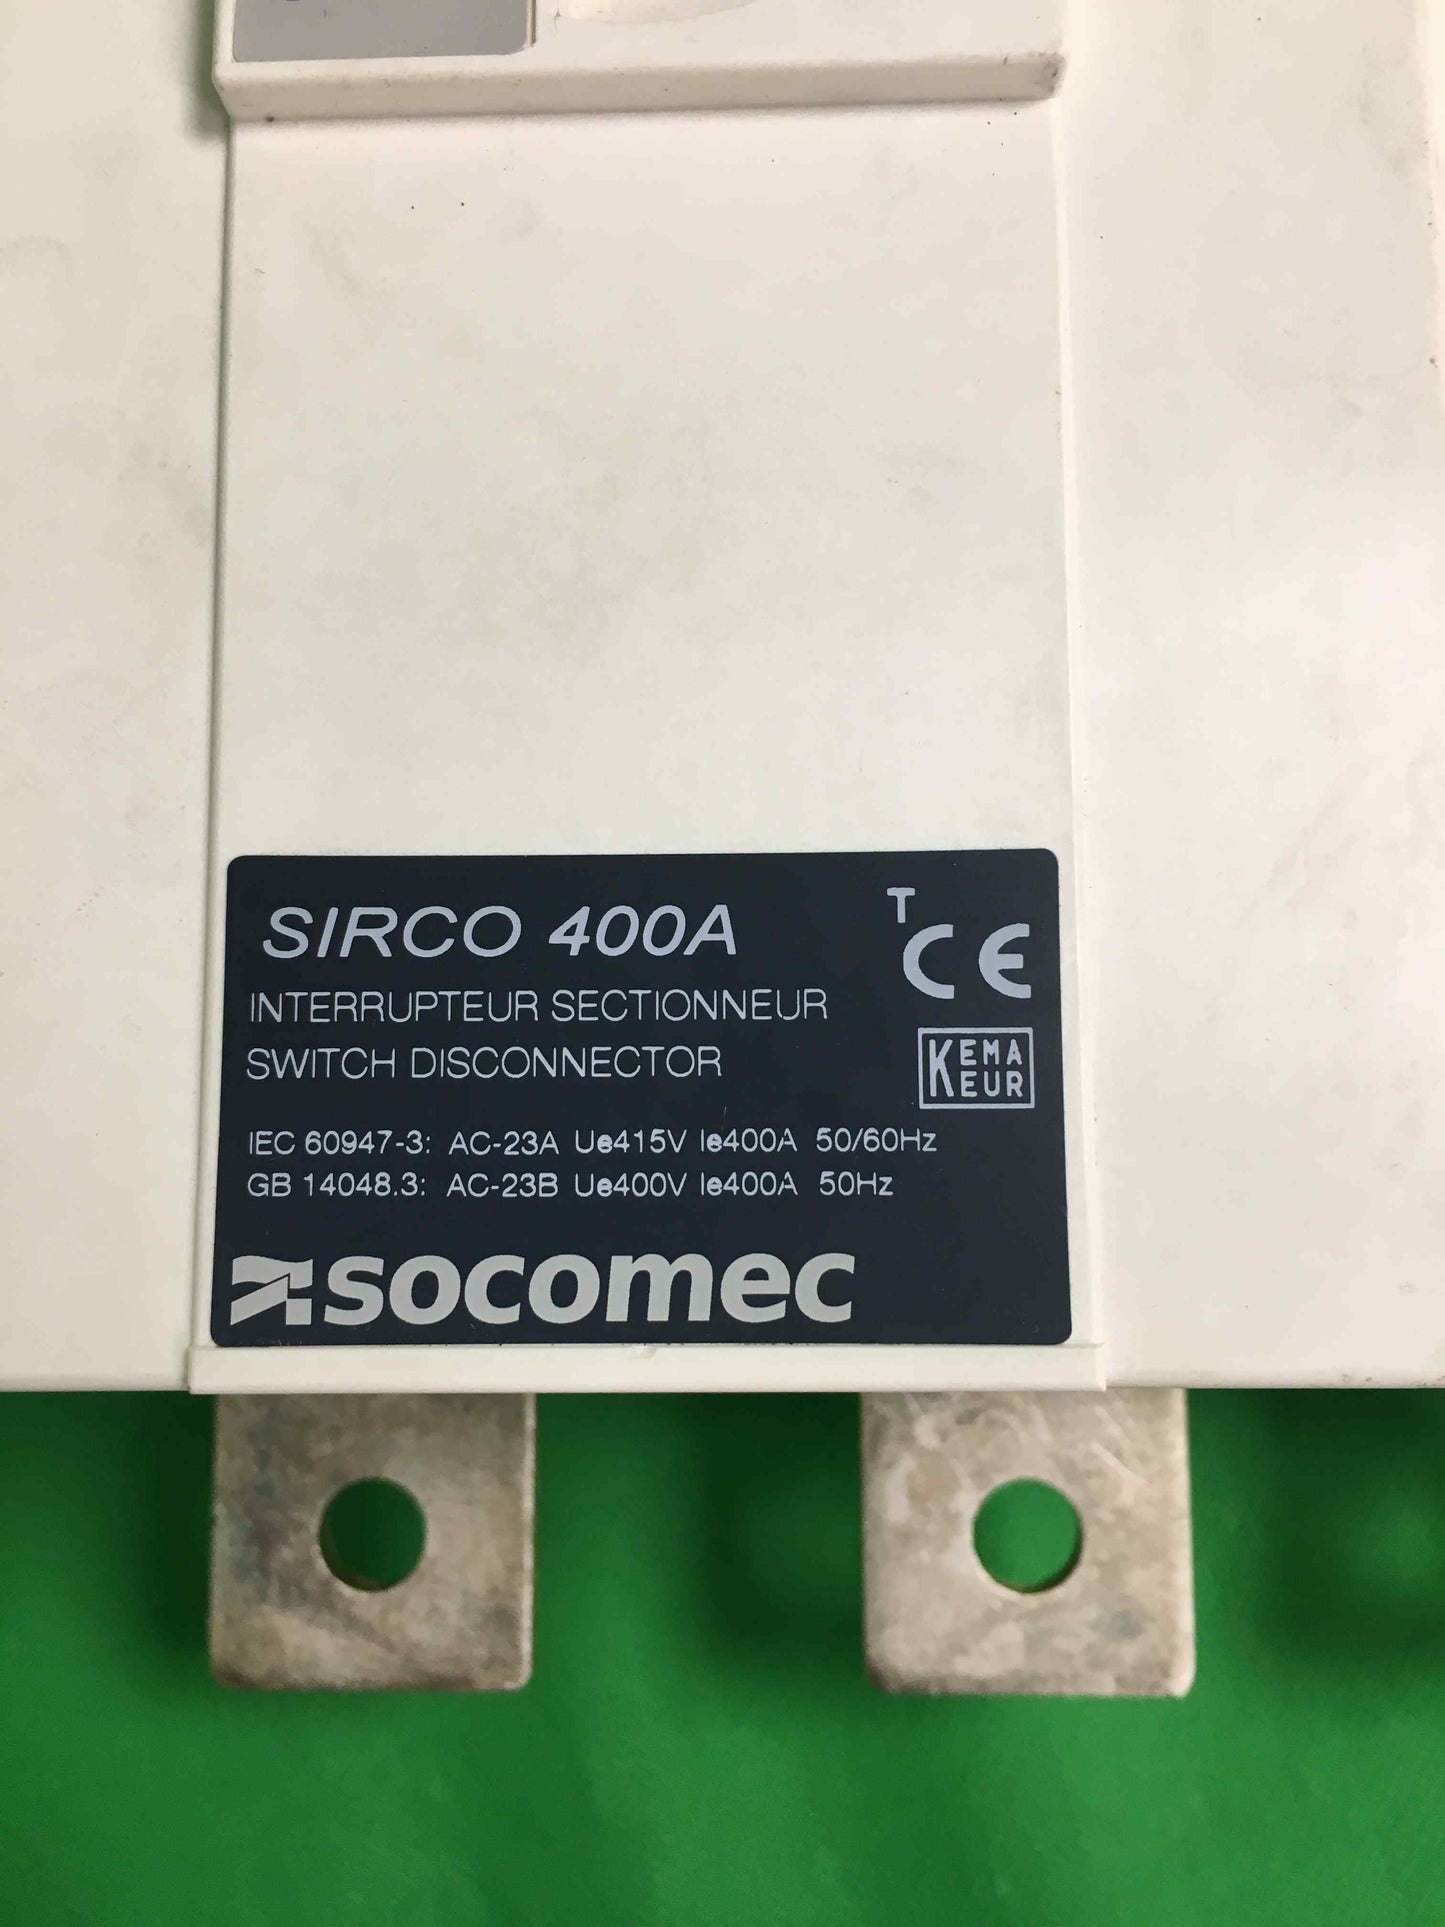 SIRCO 400A
T
CE
INTERRUPTEUR SECTIONNEUR
SWITCH DISCONNECTOR
KEMA
KEUR
IEC 60947-3: AC-23A Ue415V Ie400A 50/60Hz
GB 14048.3: AC-23B Ue400V Ie400A 50Hz
socomec